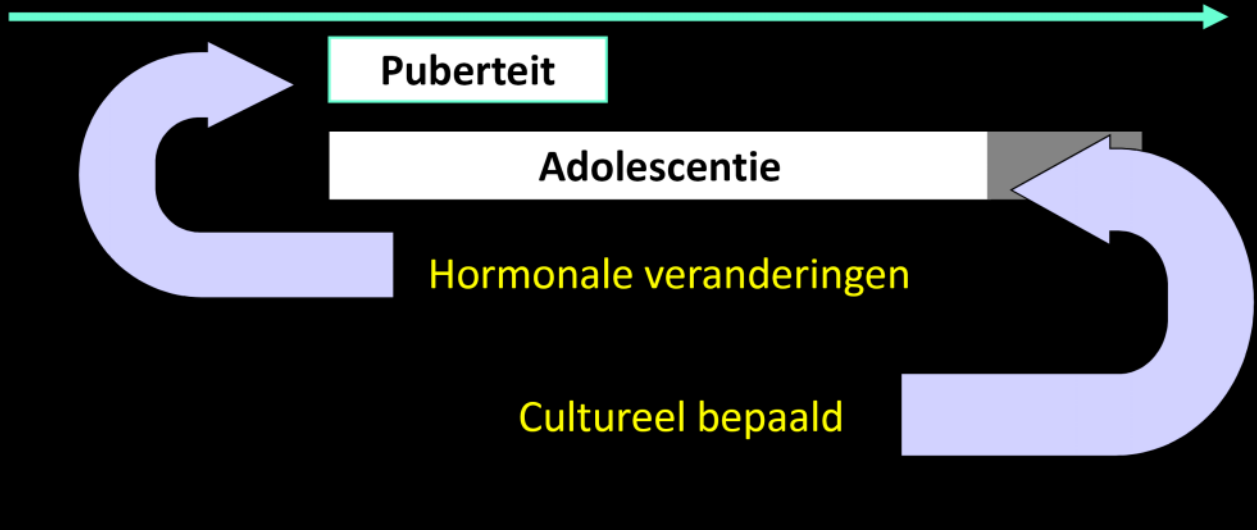 Puberteit
Adolescentie
Hormonale veranderingen
Cultureel bepaald